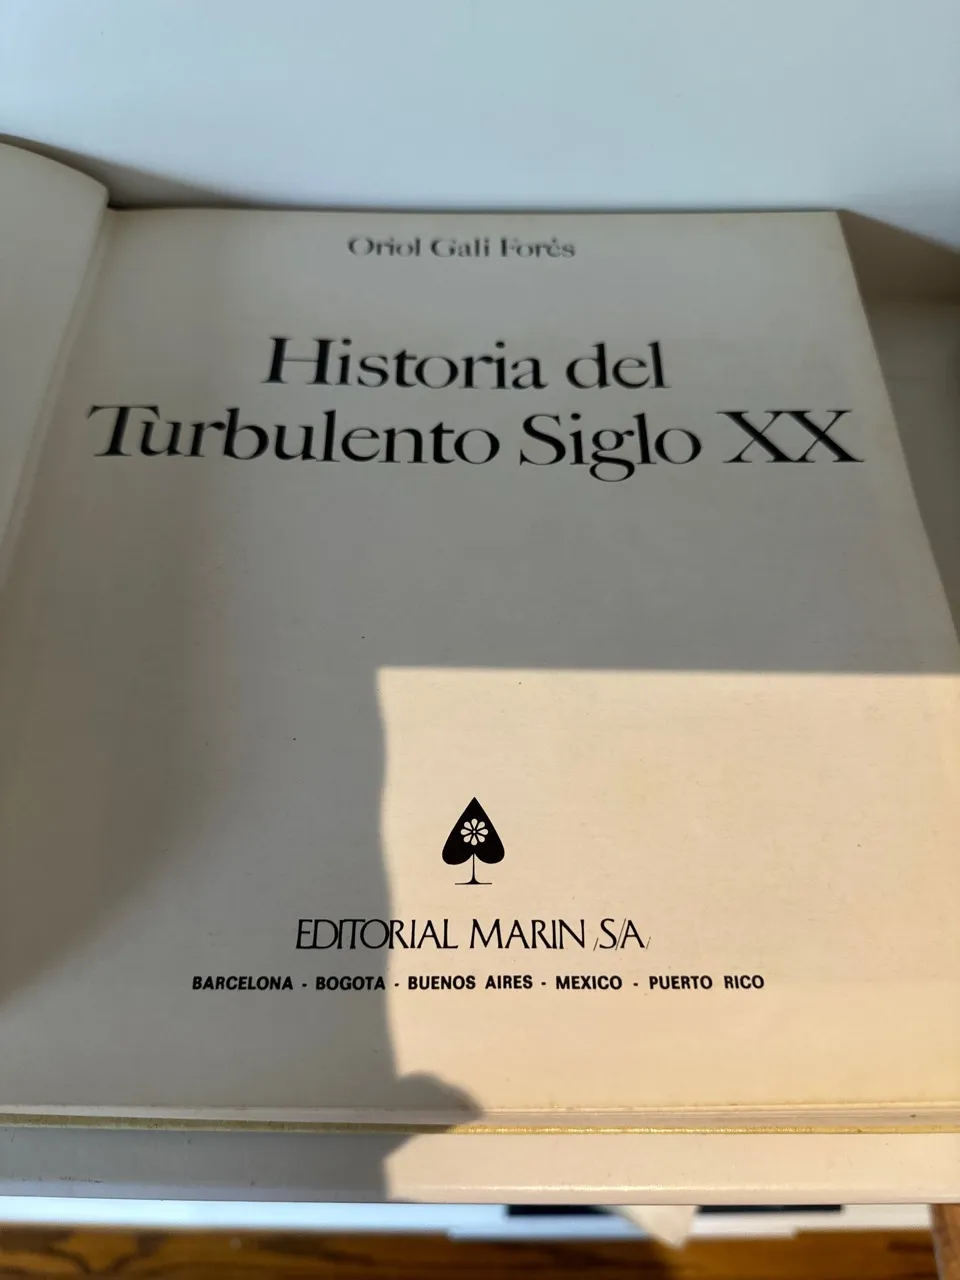 Oriol Gali Forés
Historia del
Turbulento Siglo XX
EDITORIAL MARIN, S/A,
BARCELONA - BOGOTA - BUENOS AIRES - MEXICO - PUERTO RICO